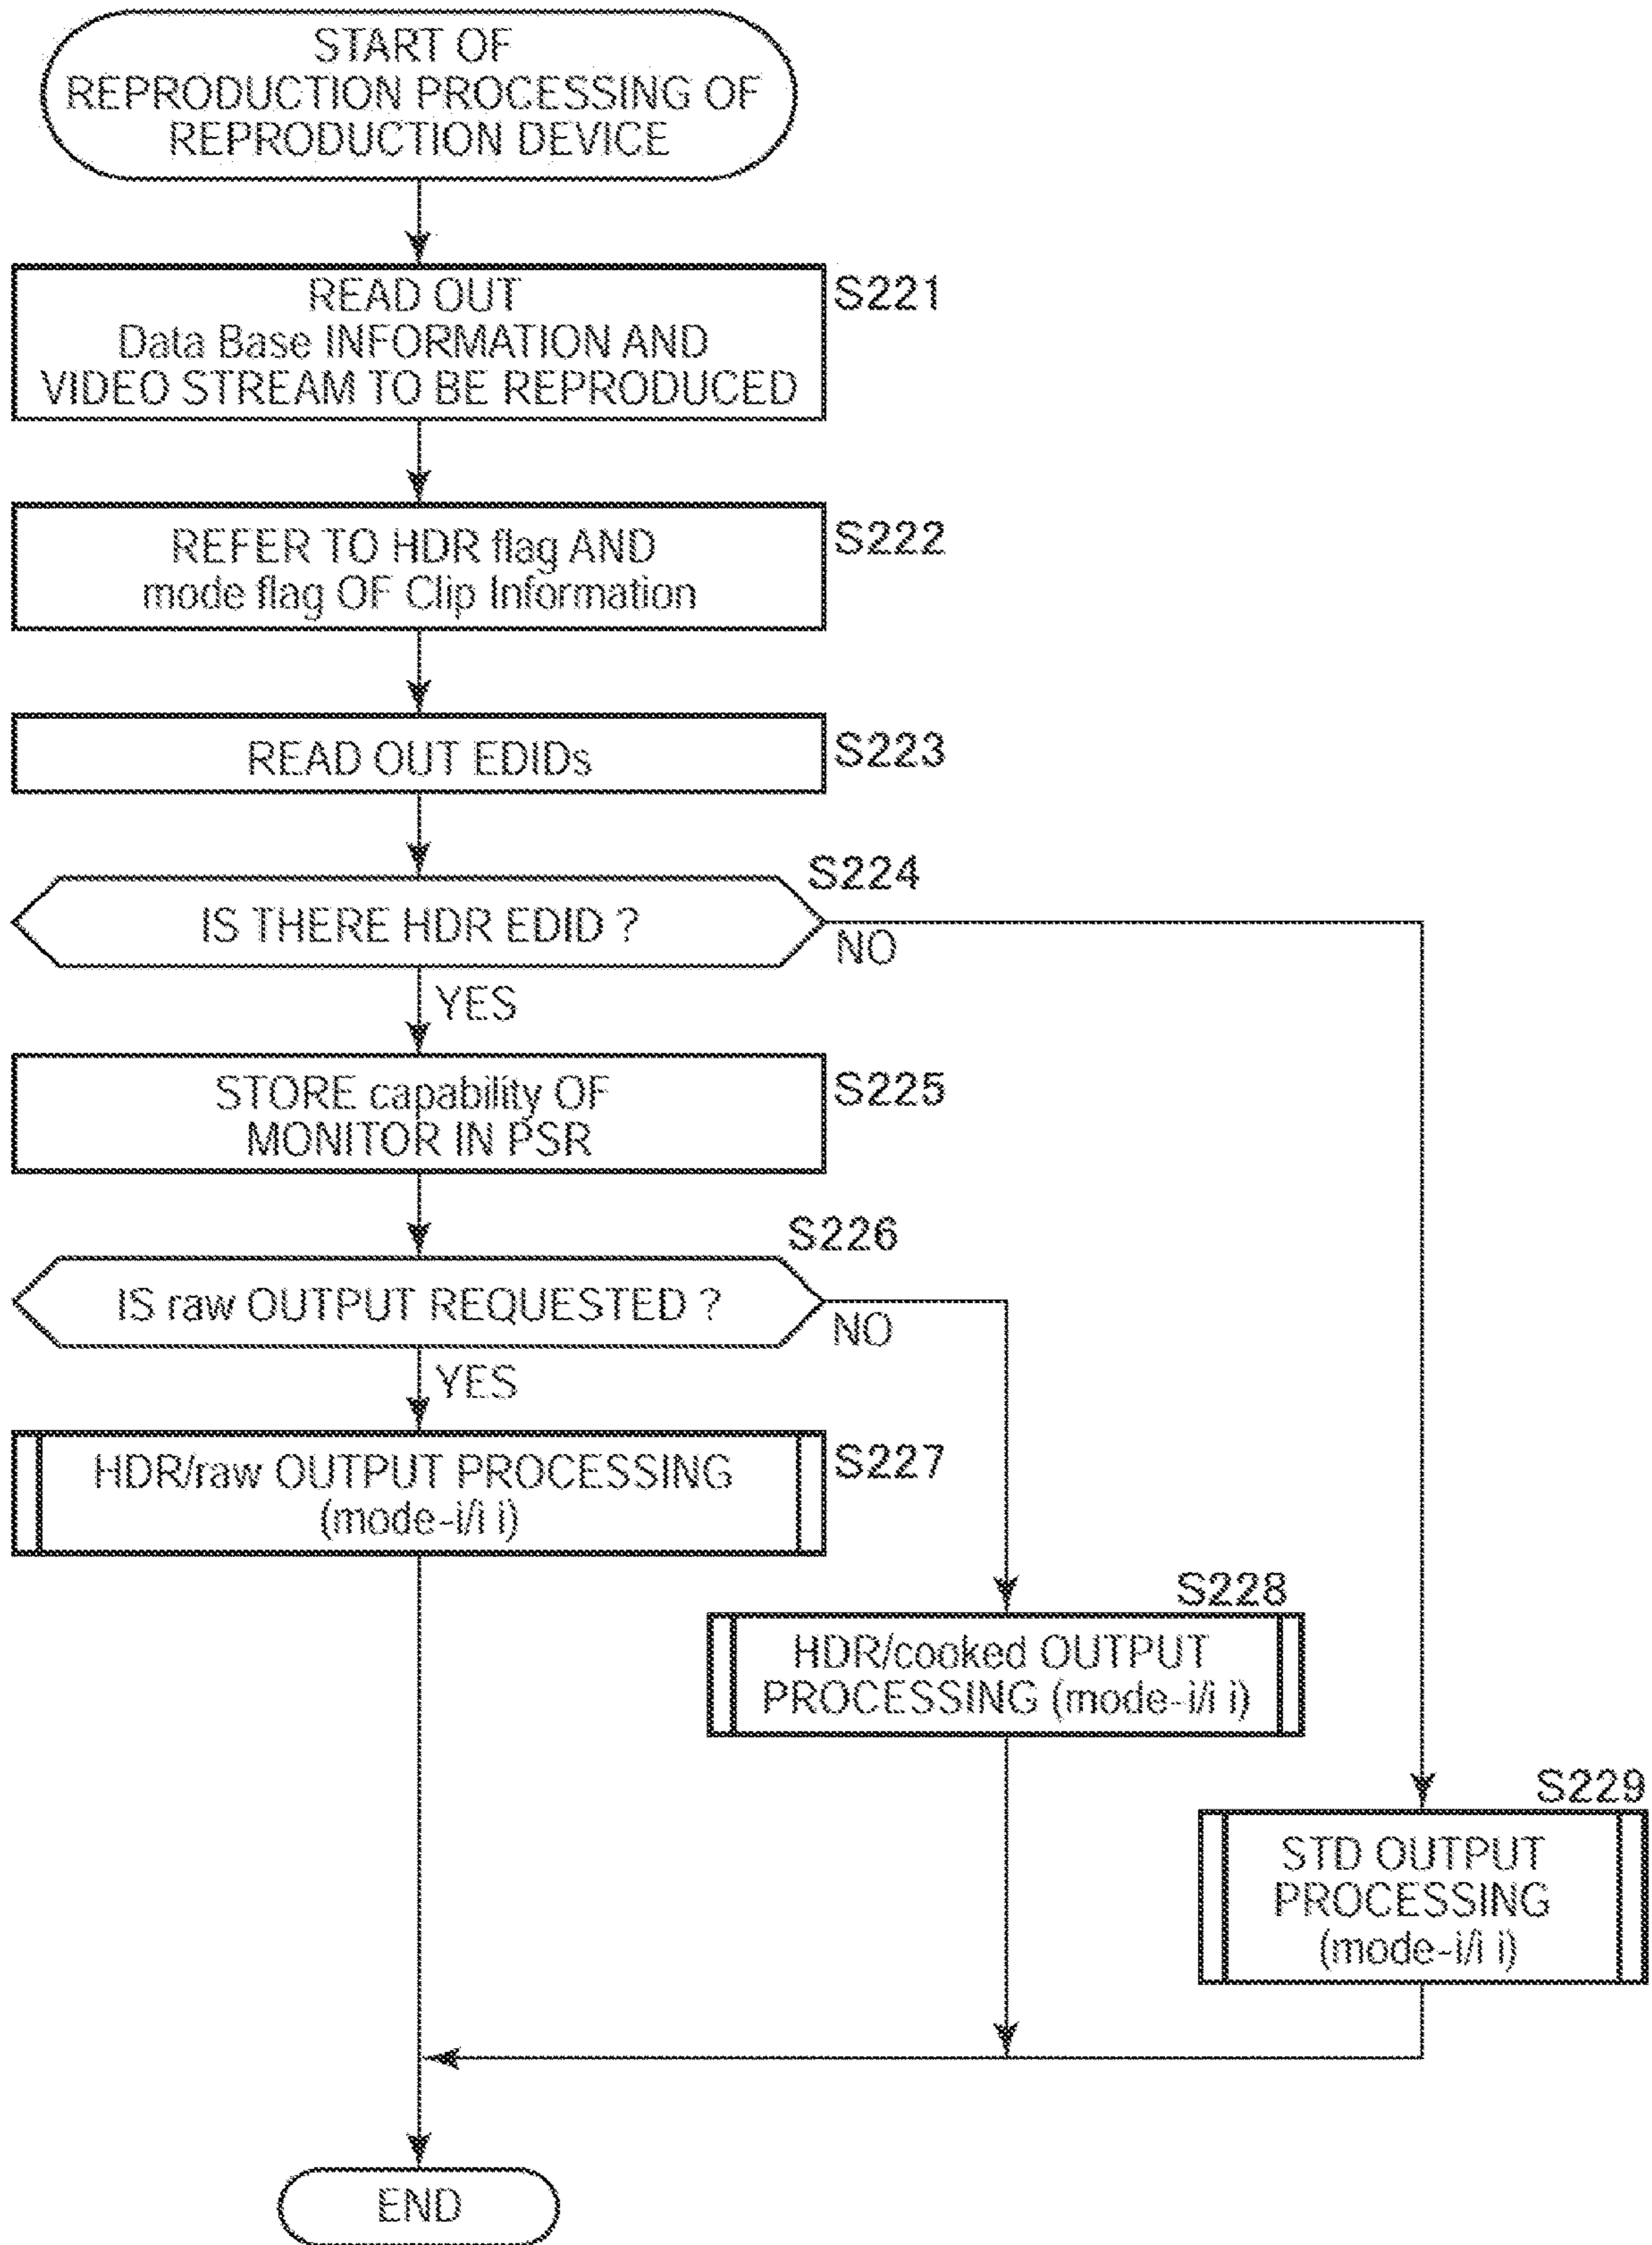 START OF
REPRODUCTION PROCESSING OF
REPRODUCTION DEVICE
READ OUT
Data Base INFORMATION AND
VIDEO STREAM TO BE REPRODUCED
S221
REFER TO HDR flag AND
mode flag OF Clip Information
S222
READ OUT EDIDs
S223
S224
IS THERE HDR EDID ?
NO
YES
STORE capability OF
MONITOR IN PSR
S225
S226
IS raw OUTPUT REQUESTED ?
NO
YES
HDR/raw OUTPUT PROCESSING
(mode-i/i i)
S227
S228
HDR/cooked OUTPUT
PROCESSING (mode-i/i i)
S229
STD OUTPUT
PROCESSING
(mode-i/i i)
END